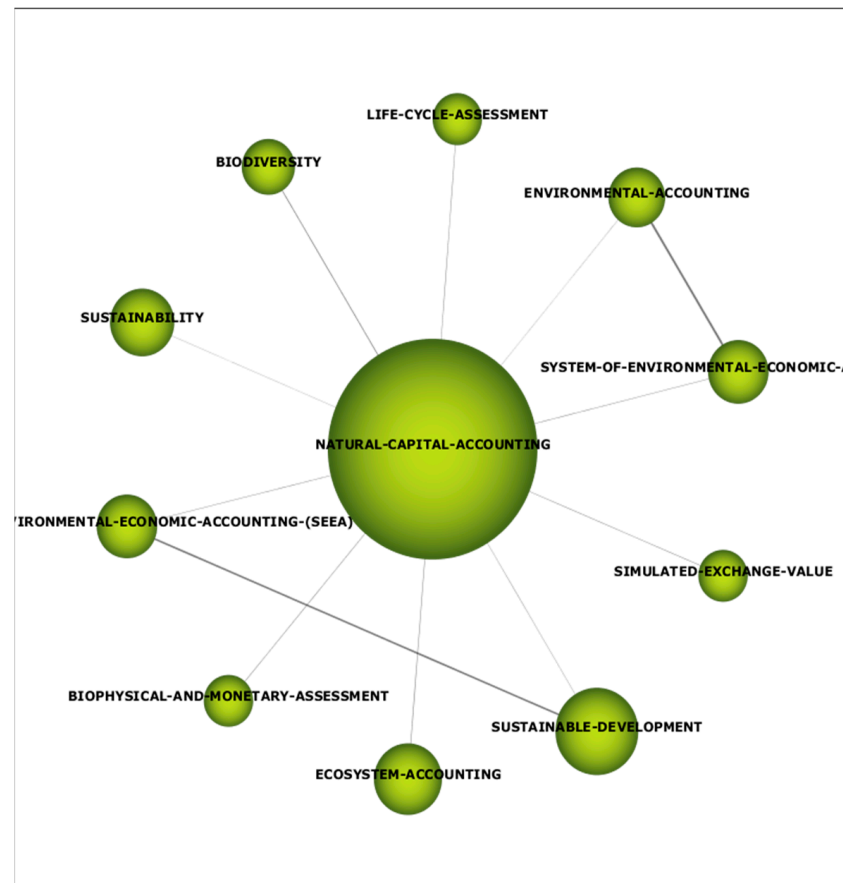 LIFE-CYCLE-ASSESSMENT
BIODIVERSITY
ENVIRONMENTAL-ACCOUNTING
SUSTAINABILITY
SYSTEM-OF-ENVIRONMENTAL-ECONOMIC-
NATURAL-CAPITAL-ACCOUNTING
VIRONMENTAL-ECONOMIC-ACCOUNTING-(SEEA)
SIMULATED-EXCHANGE-VALUE
BIOPHYSICAL-AND-MONETARY-ASSESSMENT
SUSTAINABLE-DEVELOPMENT
ECOSYSTEM-ACCOUNTING